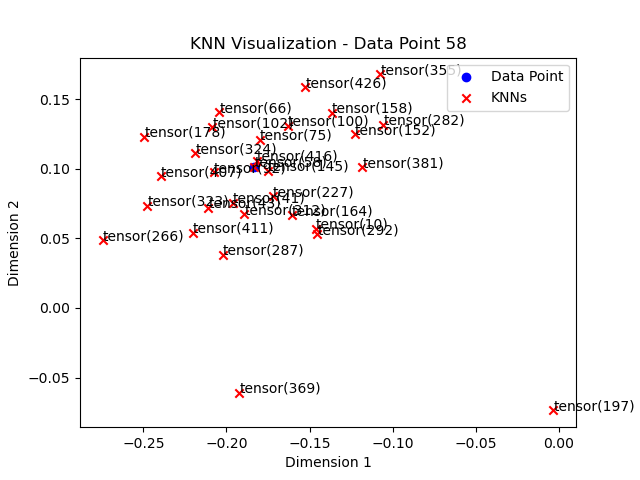 KNN Visualization - Data Point 58
Data Point
KNNs
tensor(355)
tensor(426)
tensor(66)
tensor(158)
tensor(102)
tensor(100)
tensor(282)
tensor(178)
tensor(75)
tensor(152)
tensor(324)
tensor(416)
tensor(58)
tensor(145)
tensor(381)
tensor(323)
tensor(43)
tensor(41)
tensor(227)
tensor(164)
tensor(10)
tensor(292)
tensor(266)
tensor(411)
tensor(287)
tensor(369)
tensor(197)
0.15
0.10
0.05
0.00
−0.05
Dimension 2
−0.25
−0.20
−0.15
−0.10
−0.05
0.00
Dimension 1